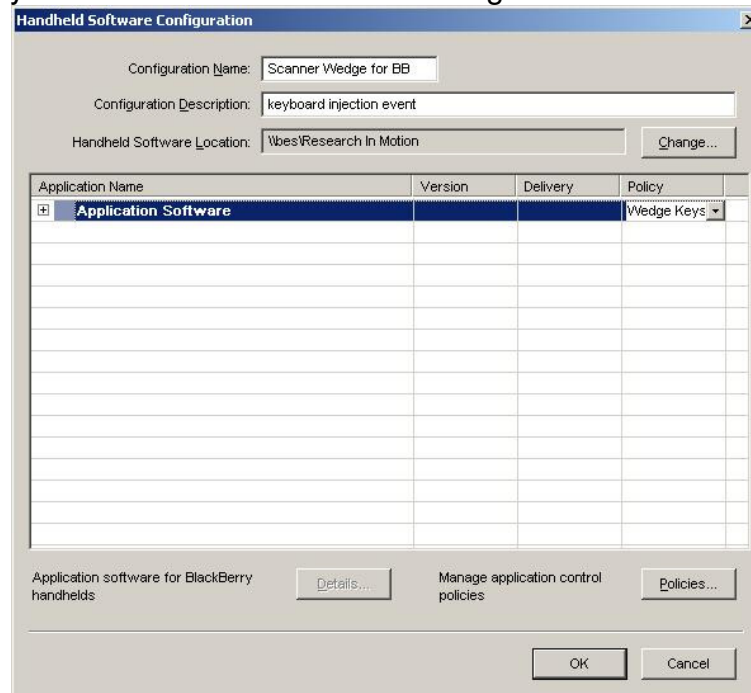 Handheld Software Configuration
Configuration Name: Scanner Wedge for BB
Configuration Description: keyboard injection event
Handheld Software Location: \\bes\Research In Motion Change...
Application Name Version Delivery Policy
Application Software Wedge Keys
Application software for BlackBerry
handhelds
Details...
Manage application control
policies
Policies...
OK Cancel